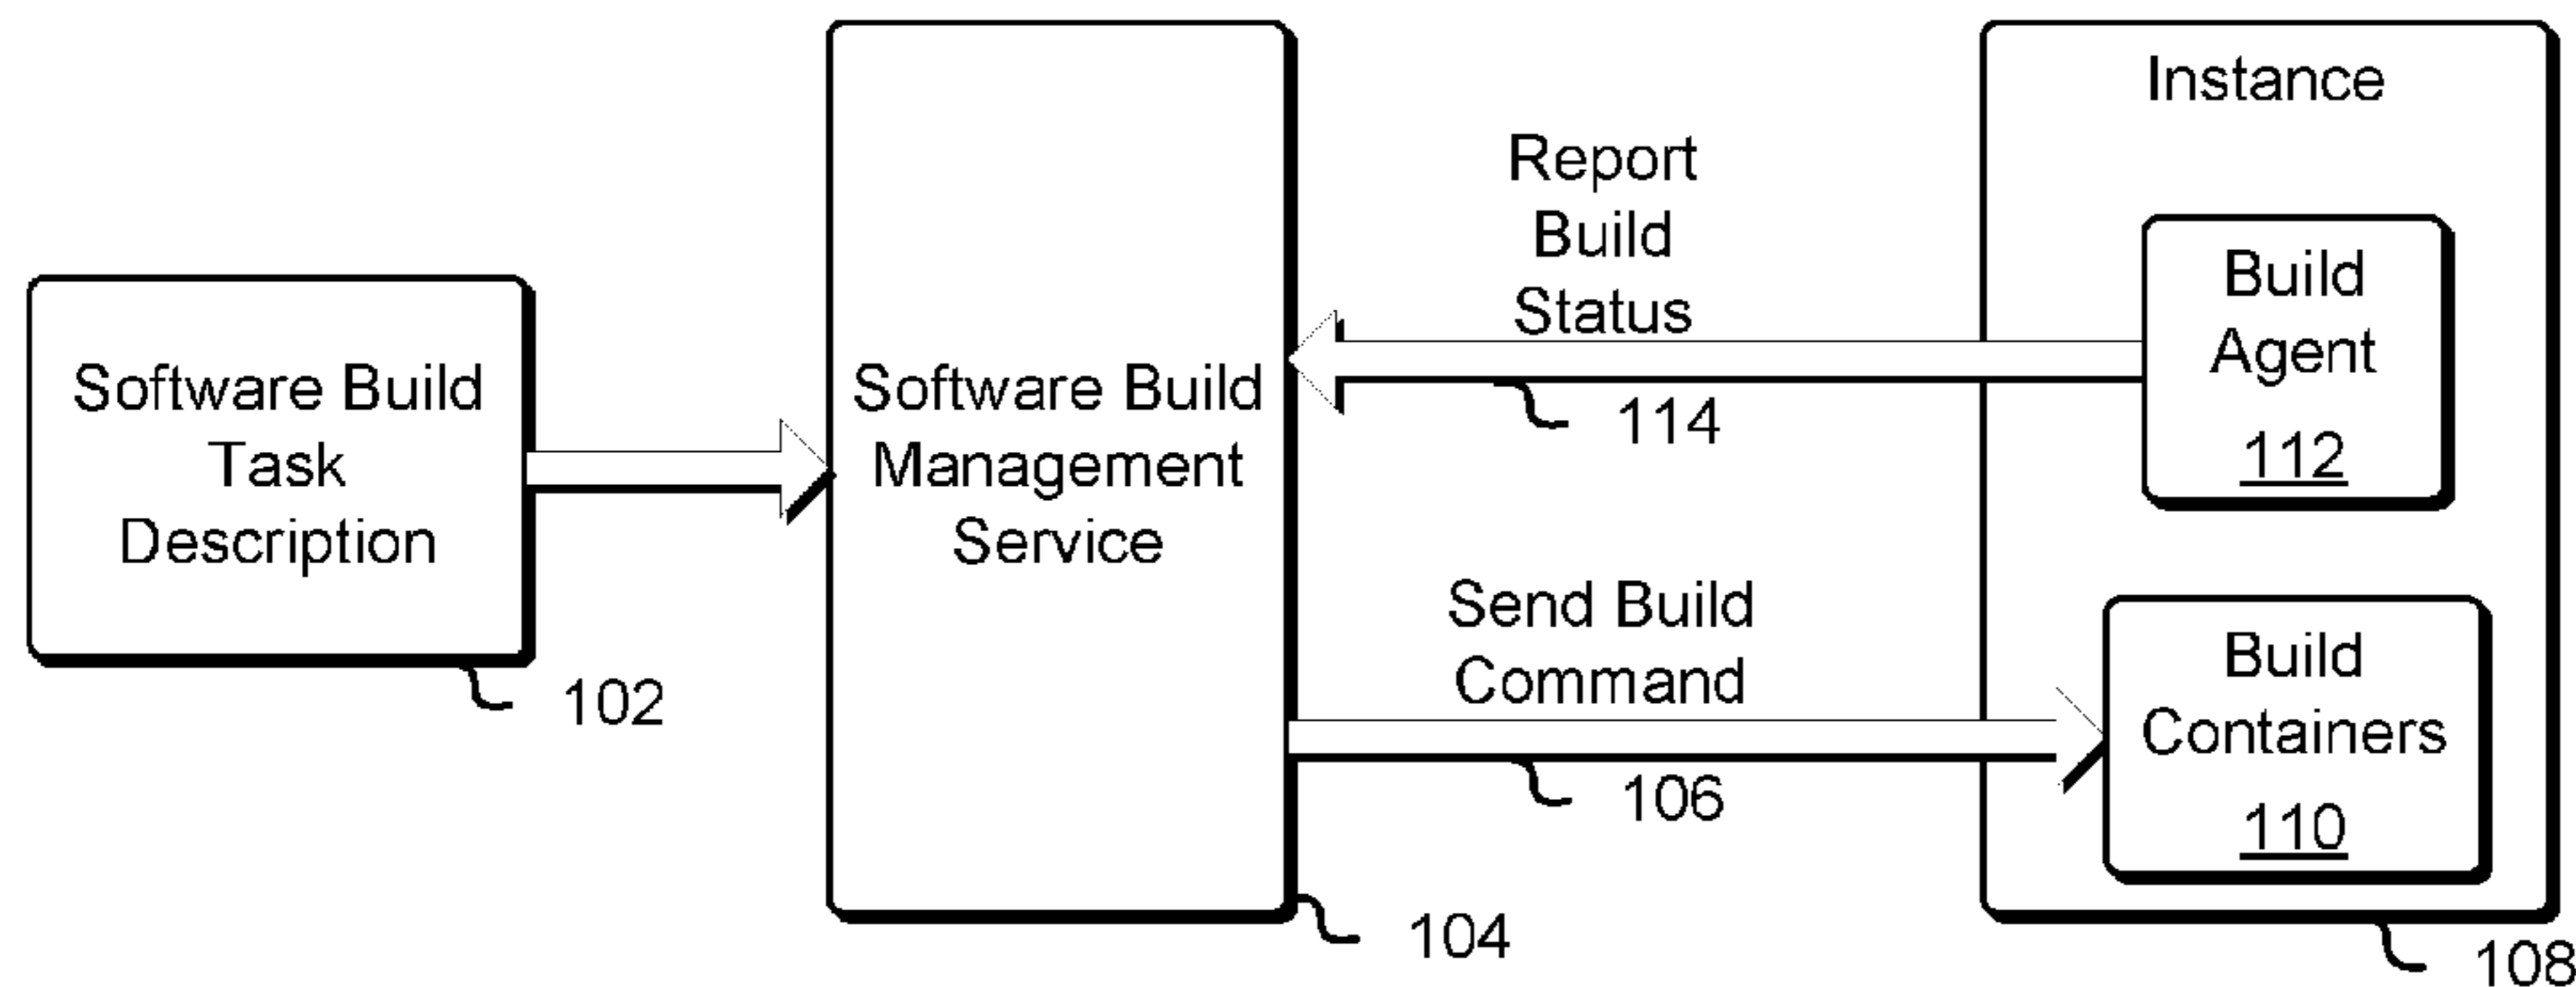 Software Build
Task
Description
102
Software Build
Management
Service
104
Report
Build
Status
114
Send Build
Command
106
Instance
Build
Agent
112
Build
Containers
110
108